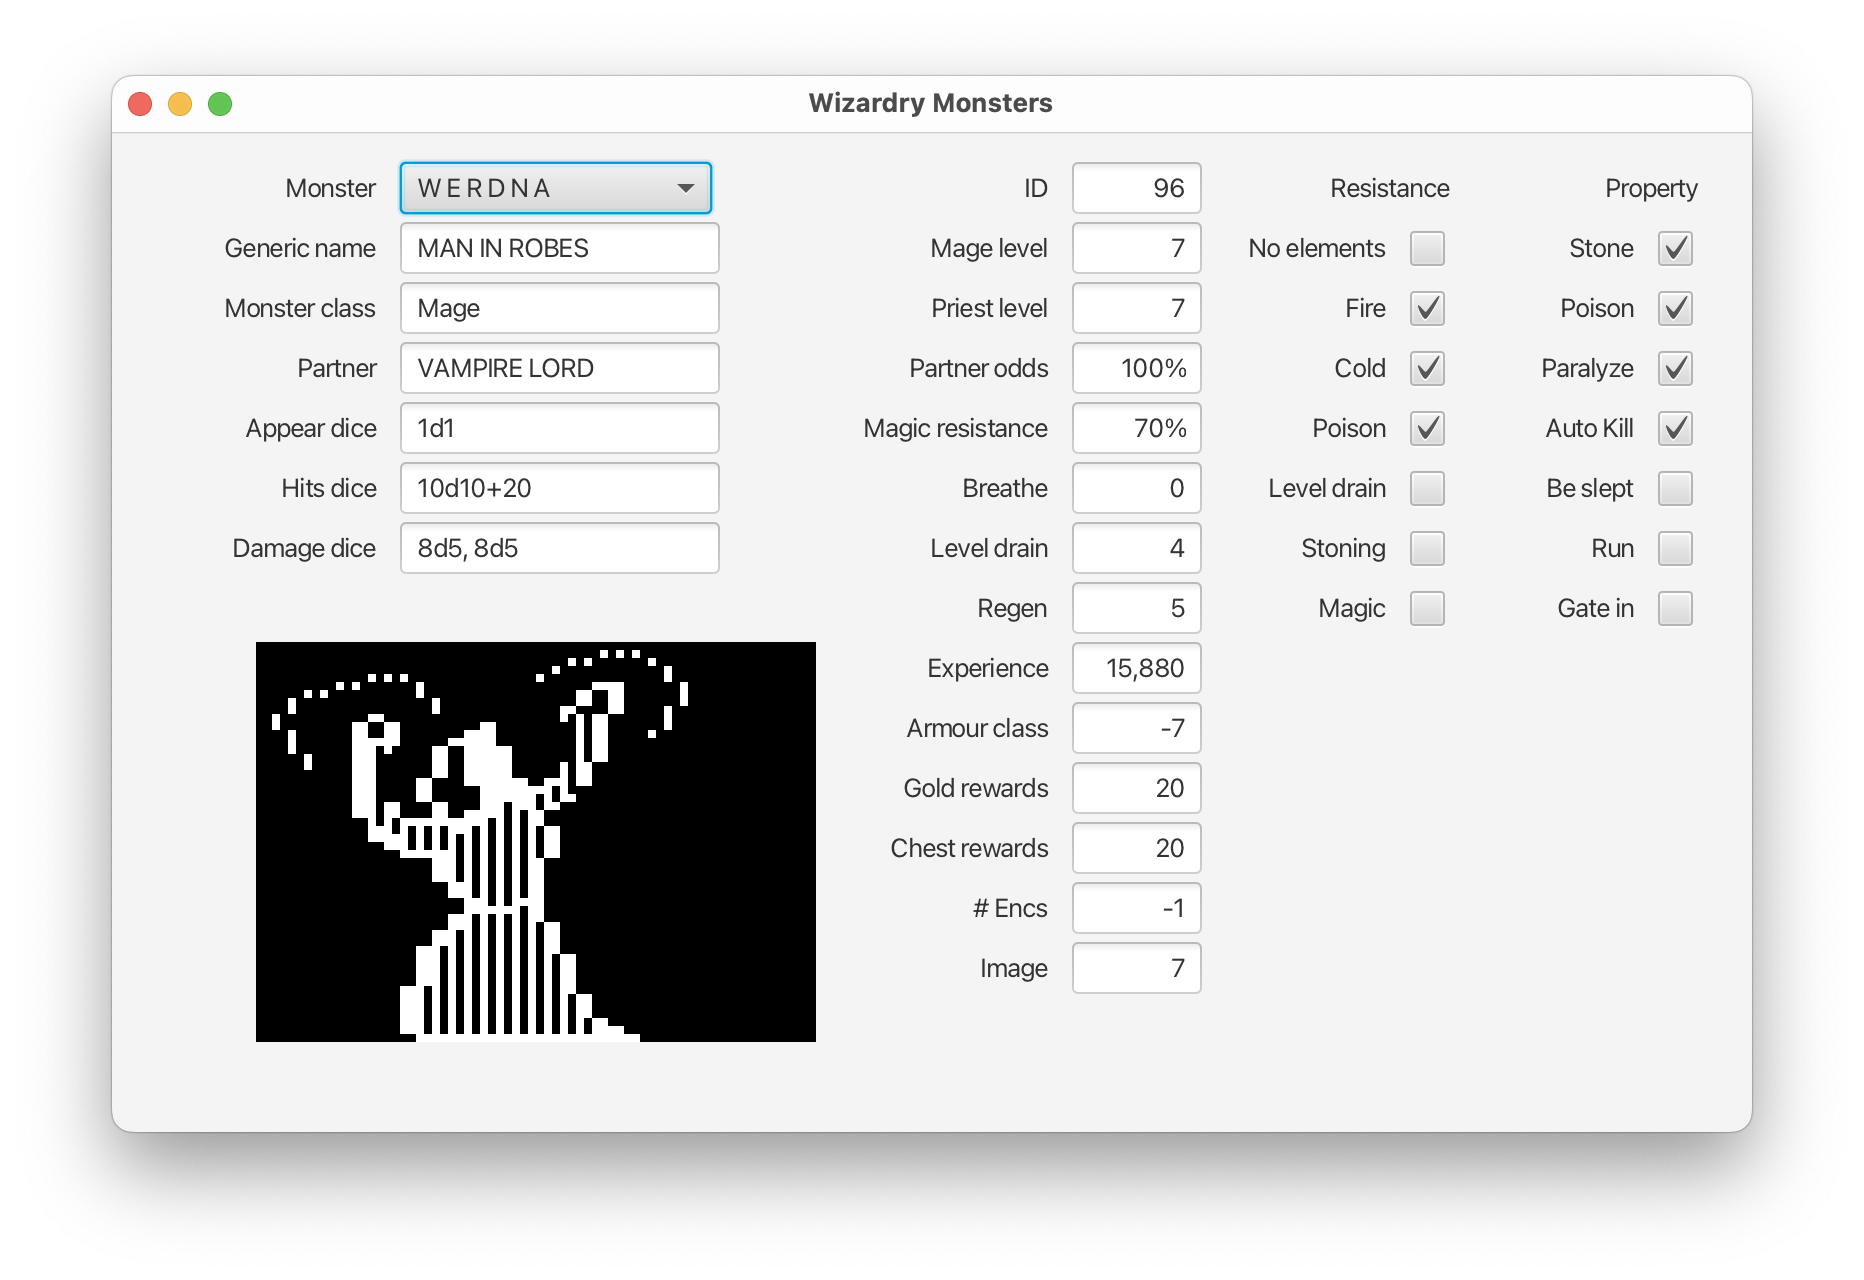 Wizardry Monsters
Monster W E R D N A
Generic name MAN IN ROBES
Monster class Mage
Partner VAMPIRE LORD
Appear dice 1d1
Hits dice 10d10+20
Damage dice 8d5, 8d5
ID 96
Mage level 7
Priest level 7
Partner odds 100%
Magic resistance 70%
Breathe 0
Level drain 4
Regen 5
Experience 15,880
Armour class -7
Gold rewards 20
Chest rewards 20
# Encs -1
Image 7
Resistance
No elements
Fire
Cold
Poison
Level drain
Stoning
Magic
Property
Stone
Poison
Paralyze
Auto Kill
Be slept
Run
Gate in